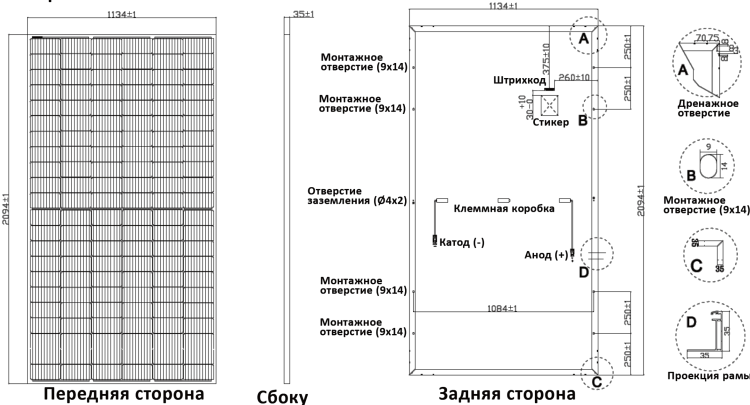 1134±1
35±1
1134±1
2094±1
Передняя сторона
Сбоку
Монтажное
отверстие (9x14)
Монтажное
отверстие (9x14)
Отверстие
заземления (Ø4x2)
Монтажное
отверстие (9x14)
Монтажное
отверстие (9x14)
A
375±10
Штрихкод
260±10
+10
30-0
Стикер
B
250±1
250±1
Клеммная коробка
Катод (-)
Анод (+)
D
2094±1
1084±1
250±1
250±1
C
Задняя сторона
70,75
A
Дренажное
отверстие
9
14
B
Монтажное
отверстие (9x14)
35
C
35
D
35
35
Проекция рамы